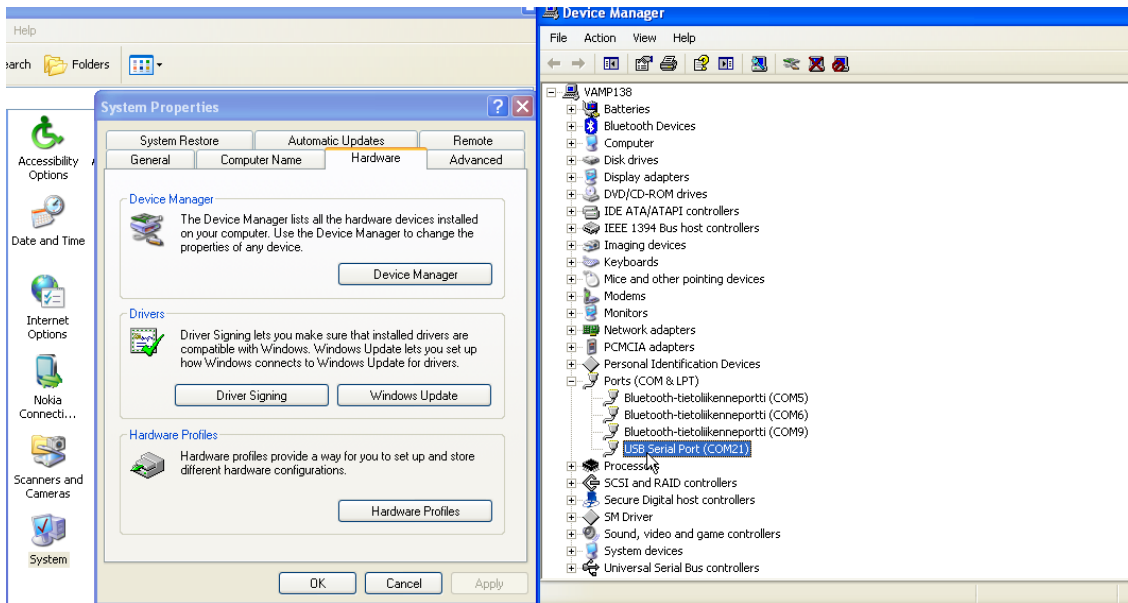 Help
earch
Folders
Accessibility
Options
Date and Time
Internet
Options
Nokia
Connecti...
Scanners and
Cameras
System
System Properties
System Restore
Automatic Updates
Remote
General
Computer Name
Hardware
Advanced
Device Manager
The Device Manager lists all the hardware devices installed
on your computer. Use the Device Manager to change the
properties of any device.
Device Manager
Drivers
Driver Signing lets you make sure that installed drivers are
compatible with Windows. Windows Update lets you set up
how Windows connects to Windows Update for drivers.
Driver Signing
Windows Update
Hardware Profiles
Hardware profiles provide a way for you to set up and store
different hardware configurations.
Hardware Profiles
OK
Cancel
Apply
Device Manager
File Action View Help
VAMP138
Batteries
Bluetooth Devices
Computer
Disk drives
Display adapters
DVD/CD-ROM drives
IDE ATA/ATAPI controllers
IEEE 1394 Bus host controllers
Imaging devices
Keyboards
Mice and other pointing devices
Modems
Monitors
Network adapters
PCMCIA adapters
Personal Identification Devices
Ports (COM & LPT)
Bluetooth-tietoliikenneportti (COM5)
Bluetooth-tietoliikenneportti (COM6)
Bluetooth-tietoliikenneportti (COM9)
USB Serial Port (COM21)
Processors
SCSI and RAID controllers
Secure Digital host controllers
SM Driver
Sound, video and game controllers
System devices
Universal Serial Bus controllers